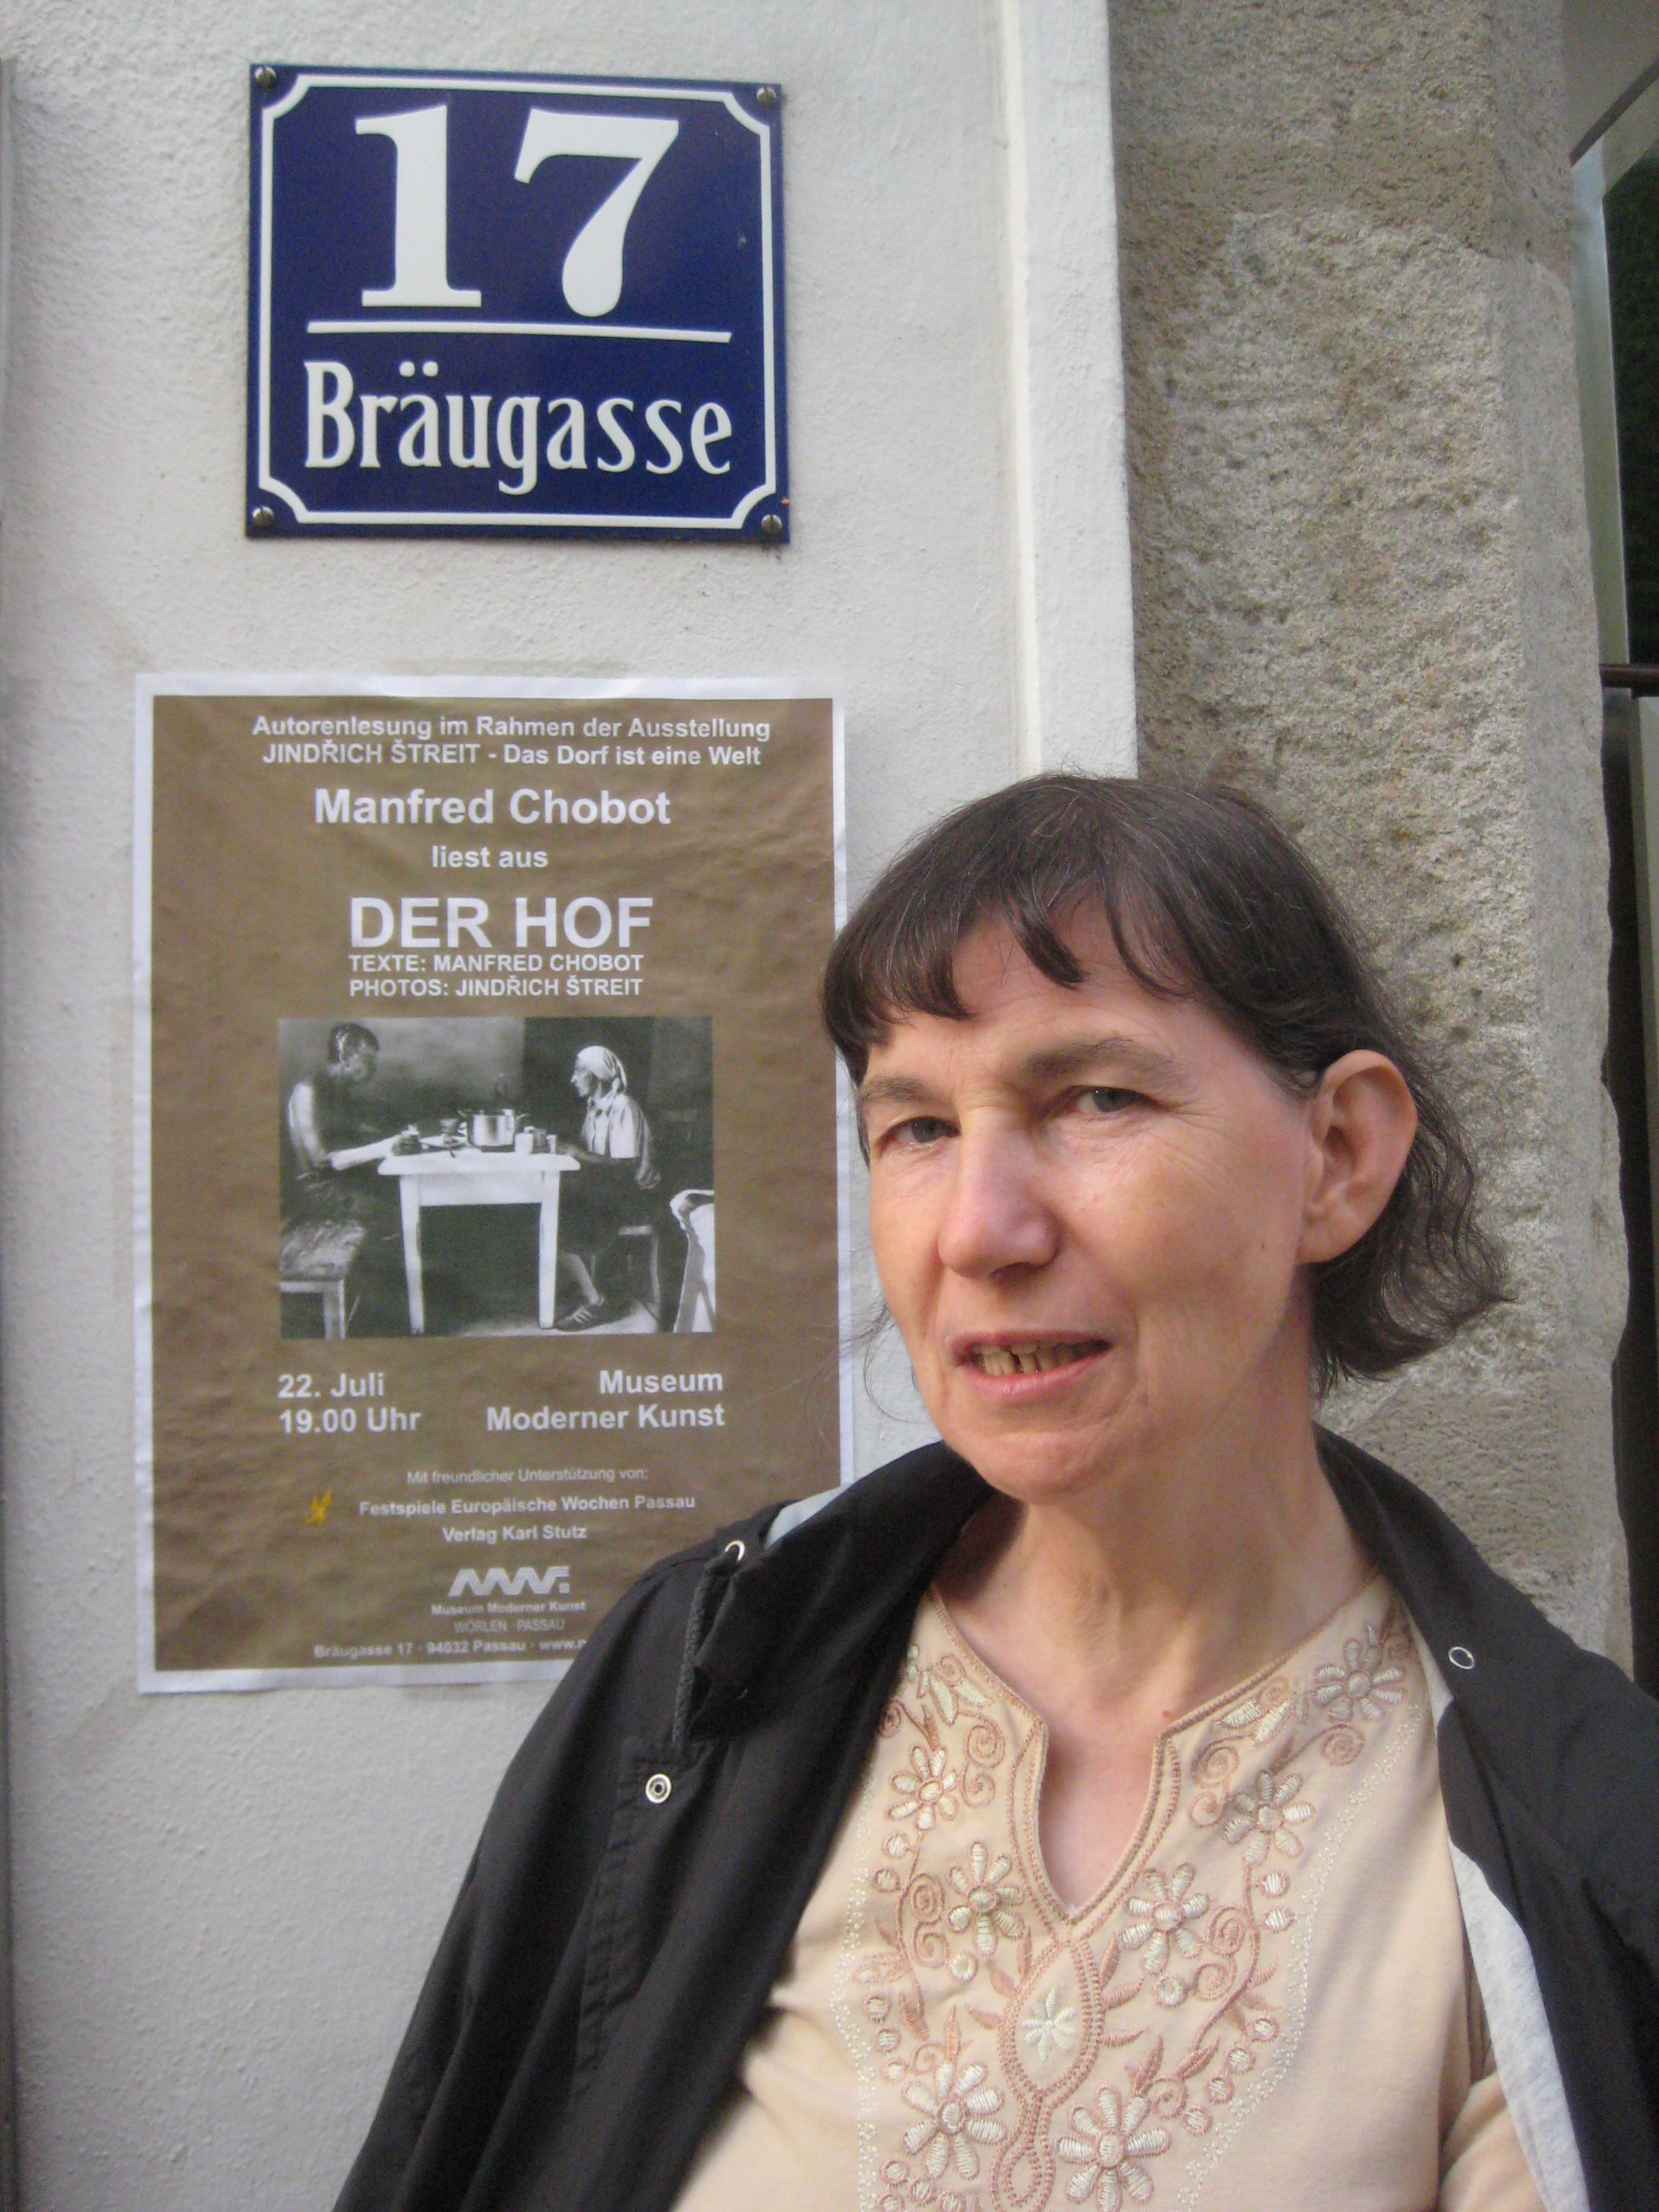 17
Bräugasse
Autorenlesung im Rahmen der Ausstellung
JINDŘICH ŠTREIT - Das Dorf ist eine Welt
Manfred Chobot
liest aus
DER HOF
TEXTE: MANFRED CHOBOT
PHOTOS: JINDŘICH ŠTREIT
22. Juli
19.00 Uhr
Museum
Moderner Kunst
Mit freundlicher Unterstützung von:
Festspiele Europäische Wochen Passau
Verlag Karl Stutz
Museum Moderner Kunst
WÖRLEN PASSAU
Bräugasse 17 · 94032 Passau